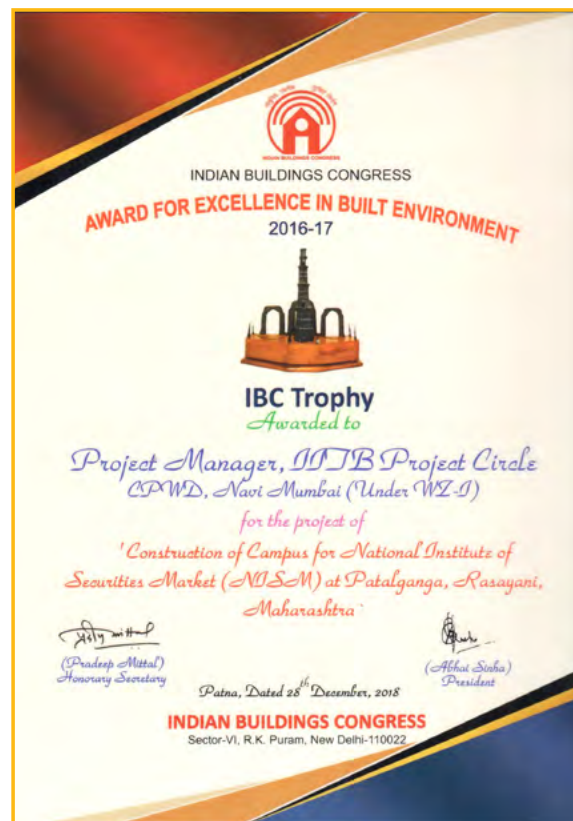 INDIAN BUILDINGS CONGRESS
INDIAN BUILDINGS CONGRESS
AWARD FOR EXCELLENCE IN BUILT ENVIRONMENT
2016-17
IBC Trophy
Awarded to
Project Manager, IITB Project Circle
CPWD, Navi Mumbai (Under WZ-I)
for the project of
'Construction of Campus for National Institute of
Securities Market (NISM) at Patalganga, Rasayani,
Maharashtra'
(Pradeep Mittal)
Honorary Secretary
(Abhai Sinha)
President
Patna, Dated 28th December, 2018
INDIAN BUILDINGS CONGRESS
Sector-VI, R.K. Puram, New Delhi-110022